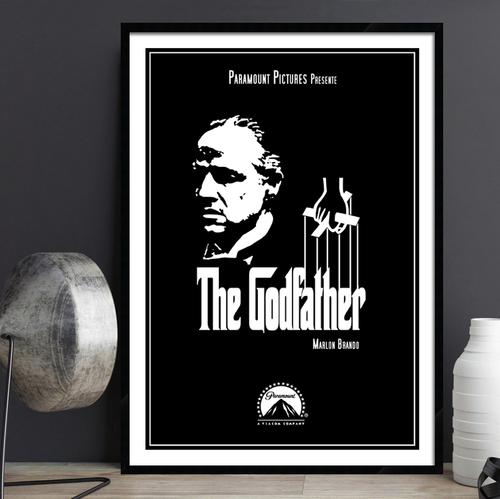 Paramount Pictures Presente
The Godfather
Marlon Brando
Paramount
®
A VIACOM COMPANY